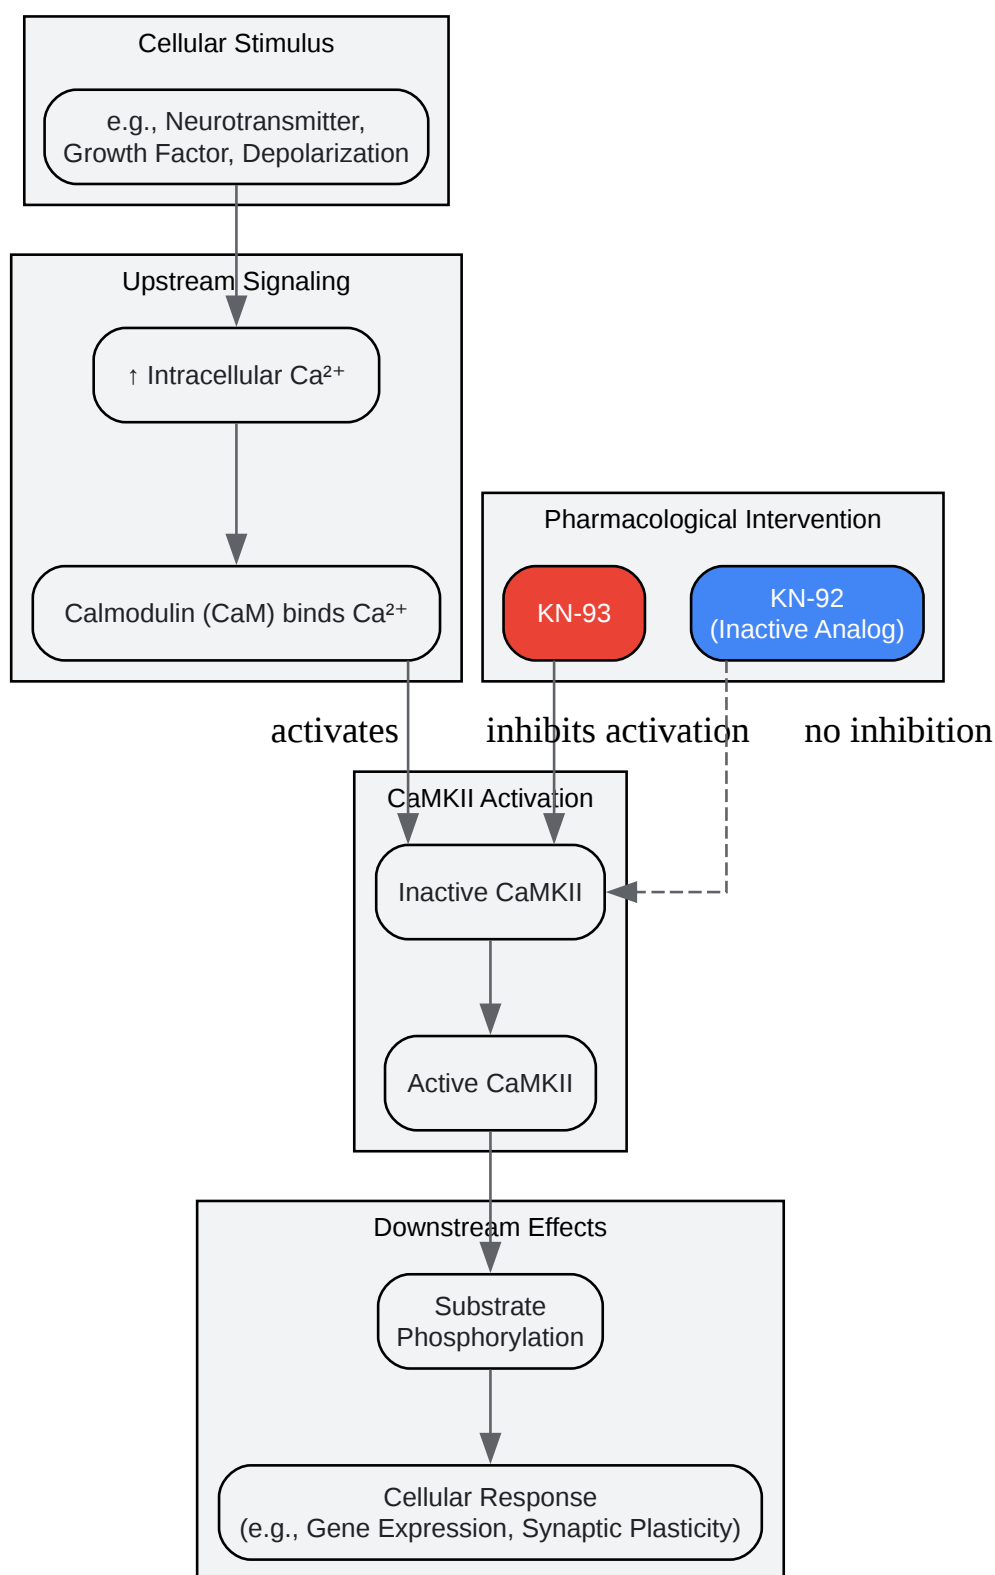 Cellular Stimulus
e.g., Neurotransmitter,
Growth Factor, Depolarization
Upstream Signaling
↑ Intracellular Ca²⁺
Calmodulin (CaM) binds Ca²⁺
Pharmacological Intervention
KN-93
KN-92
(Inactive Analog)
activates
inhibits activation
no inhibition
CaMKII Activation
Inactive CaMKII
Active CaMKII
Downstream Effects
Substrate
Phosphorylation
Cellular Response
(e.g., Gene Expression, Synaptic Plasticity)